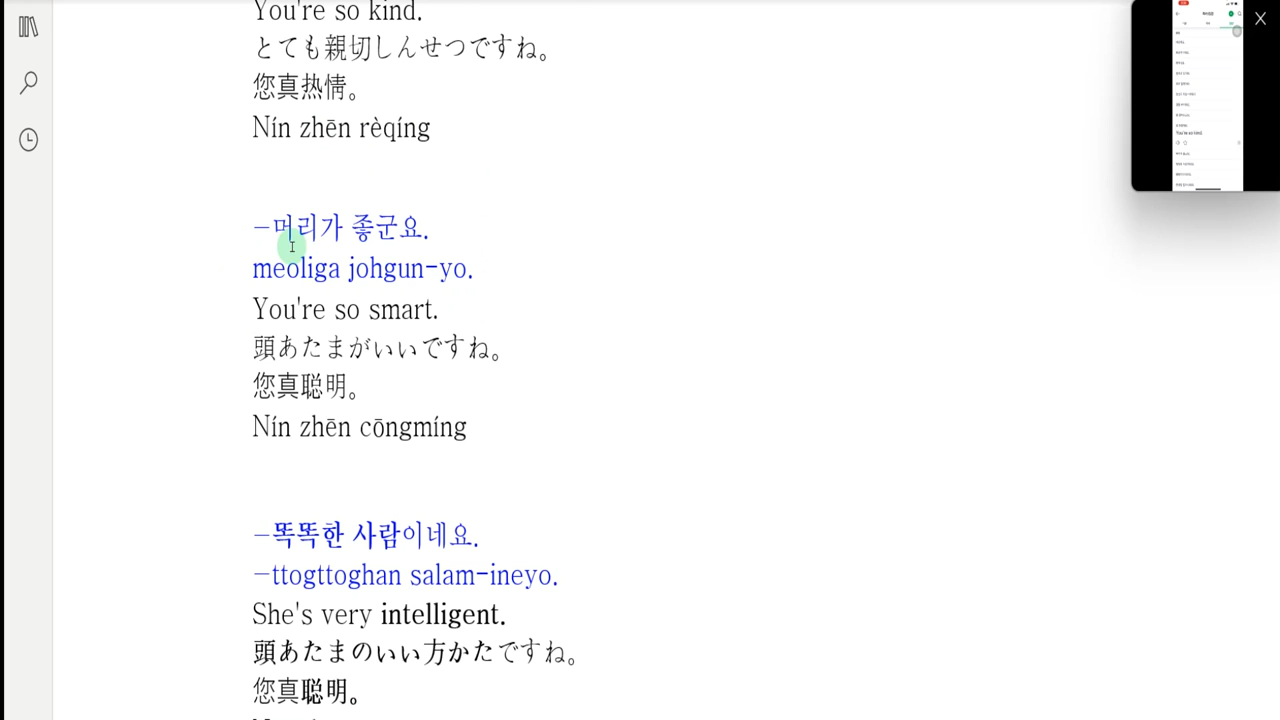 You're so kind.
とても親切しんせつですね。
您真热情。
Nín zhēn rèqíng
-머리가 좋군요.
meoliga johgun-yo.
You're so smart.
頭あたまがいいですね。
您真聪明。
Nín zhēn cōngmíng
-똑똑한 사람이네요.
-ttogttoghan salam-ineyo.
She's very intelligent.
頭あたまのいい方かたですね。
您真聪明。
You're so kind.